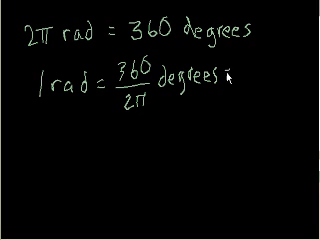 2π rad = 360 degrees
1 rad = 360/2π degrees